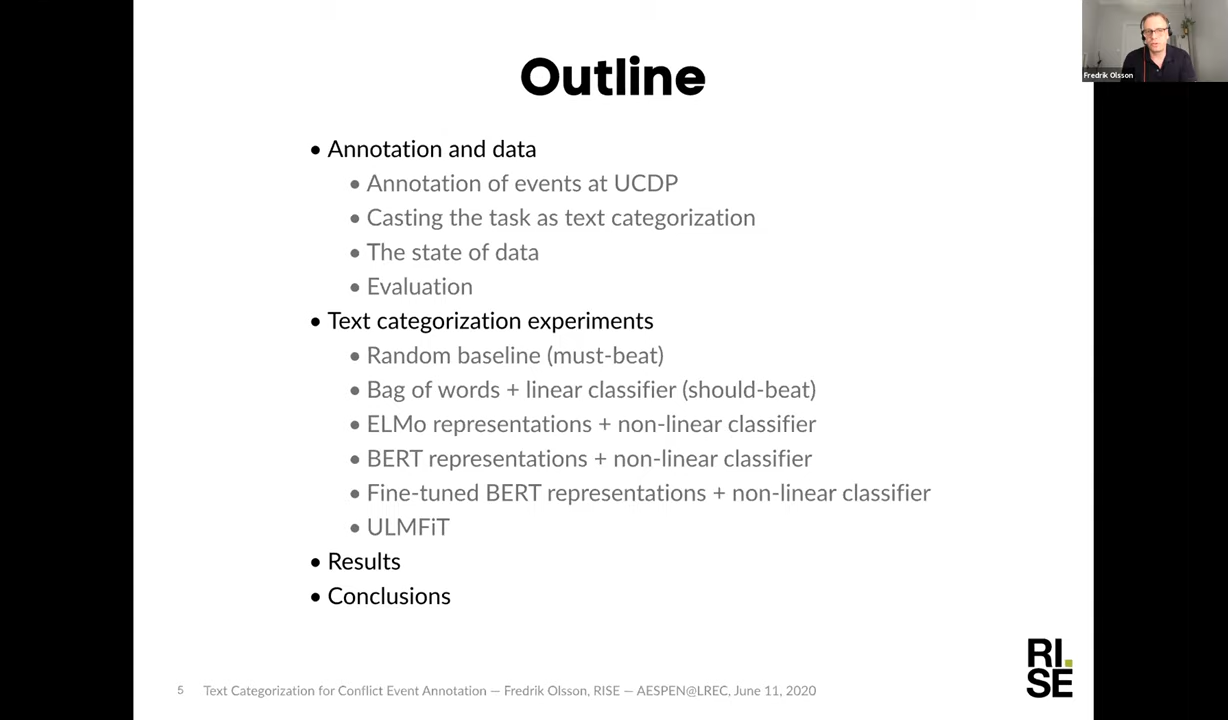 Outline
• Annotation and data
• Annotation of events at UCDP
• Casting the task as text categorization
• The state of data
• Evaluation
• Text categorization experiments
• Random baseline (must-beat)
• Bag of words + linear classifier (should-beat)
• ELMo representations + non-linear classifier
• BERT representations + non-linear classifier
• Fine-tuned BERT representations + non-linear classifier
• ULMFiT
• Results
• Conclusions
5 Text Categorization for Conflict Event Annotation — Fredrik Olsson, RISE — AESPEN@LREC, June 11, 2020
RI.
SE
Fredrik Olsson